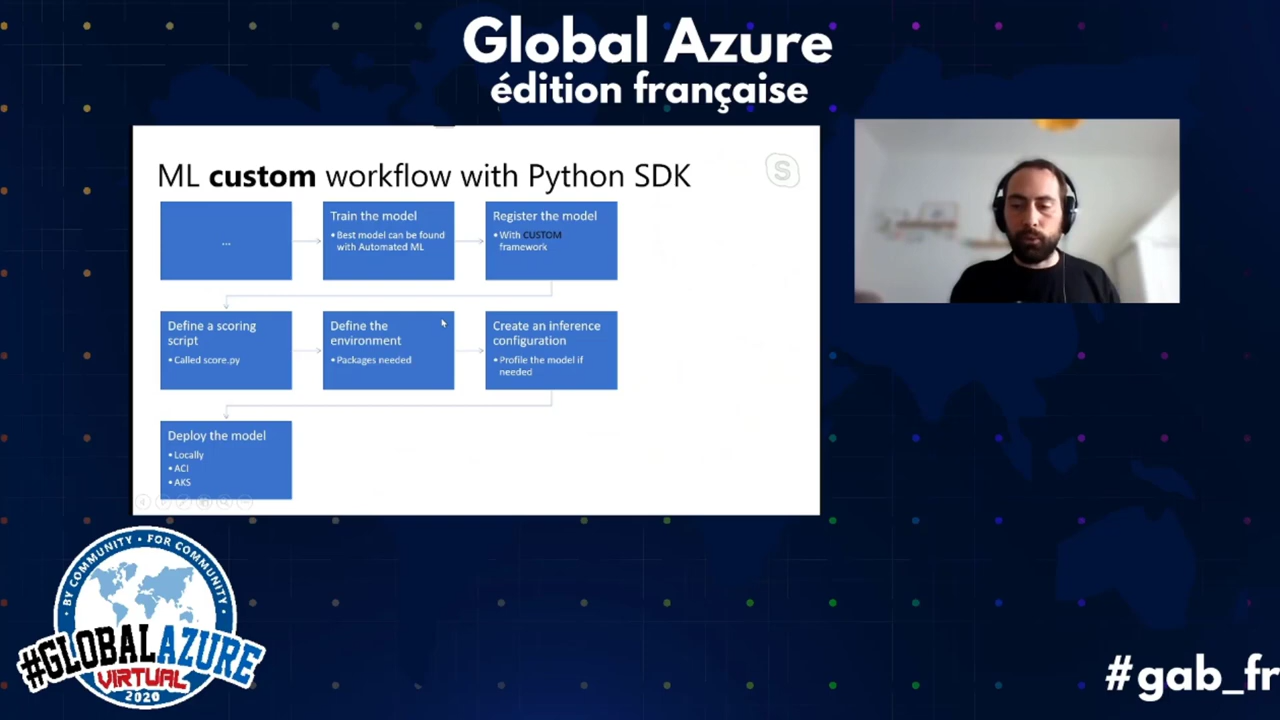 Global Azure
édition française
ML custom workflow with Python SDK
S
...
Train the model
• Best model can be found
with Automated ML
Register the model
• With CUSTOM
framework
Define a scoring
script
• Called score.py
Define the
environment
• Packages needed
Create an inference
configuration
• Profile the model if
needed
Deploy the model
• Locally
• ACI
• AKS
• BY COMMUNITY • FOR COMMUNITY •
#GLOBALAZURE
VIRTUAL
2020
#gab_fr